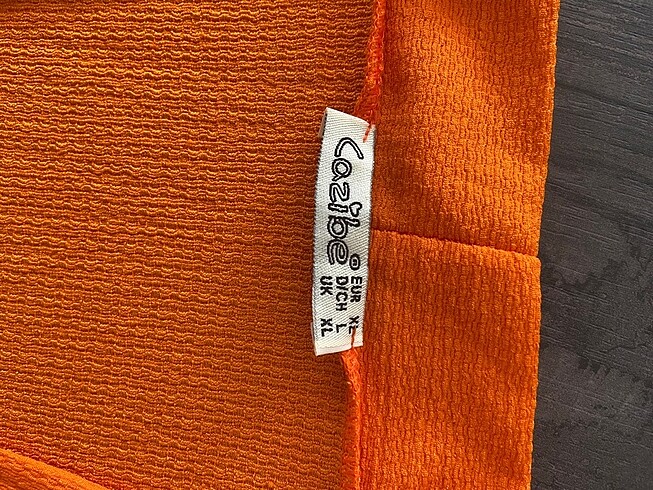 Cazibe ®
EUR XL
D/CH L
UK XL